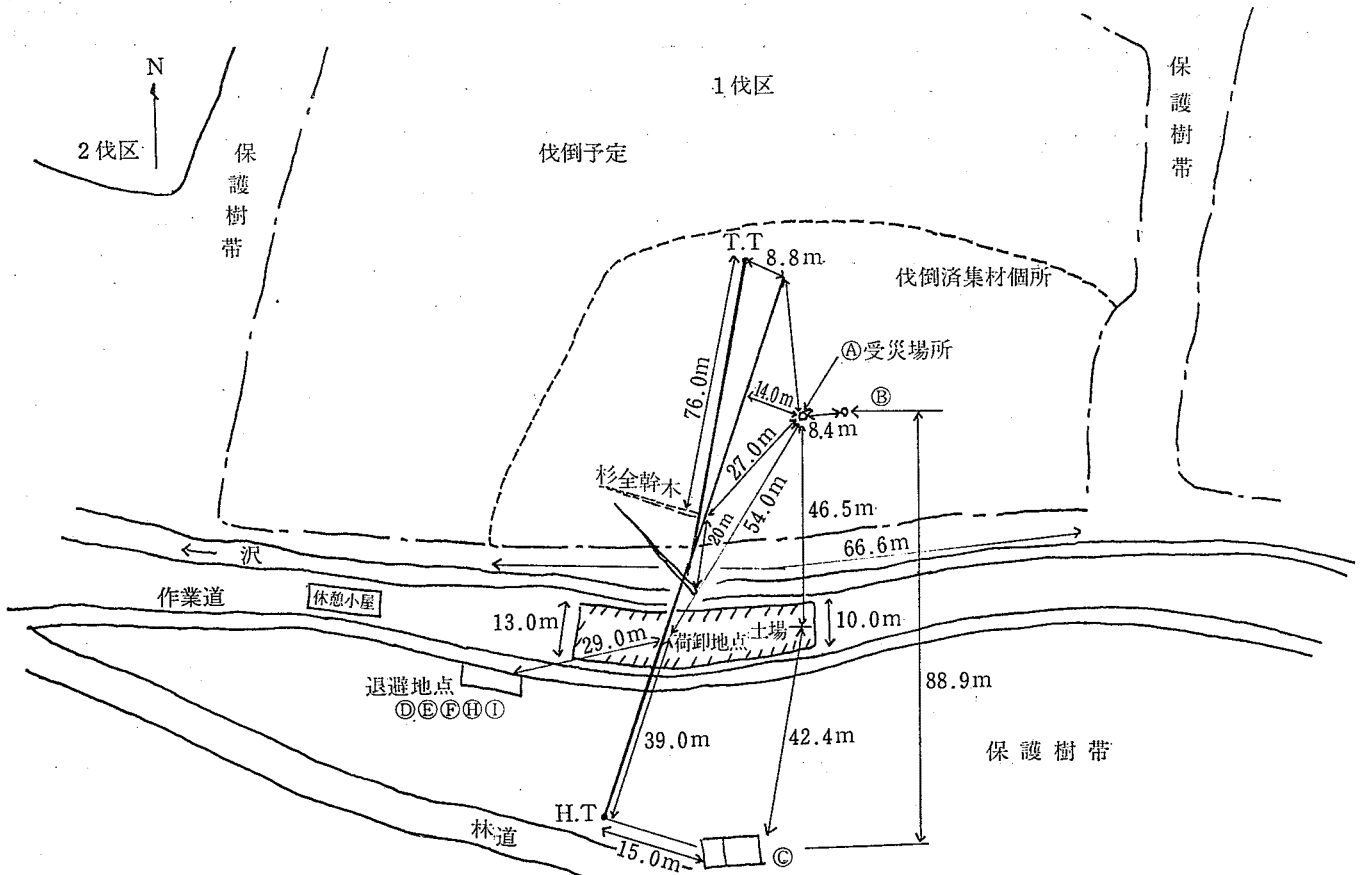 N
2伐区
保護樹帯
1伐区
伐倒予定
保護樹帯
T.T
8.8m
伐倒済集材個所
Ⓐ受災場所
Ⓑ
14.0m
8.4m
76.0m
27.0m
54.0m
46.5m
杉全幹木
20m
66.6m
沢
作業道
休憩小屋
13.0m
10.0m
29.0m
荷卸地点
土場
88.9m
退避地点
ⒹⒺⒻⒽⒾ
39.0m
42.4m
保護樹帯
H.T
林道
15.0m
Ⓒ